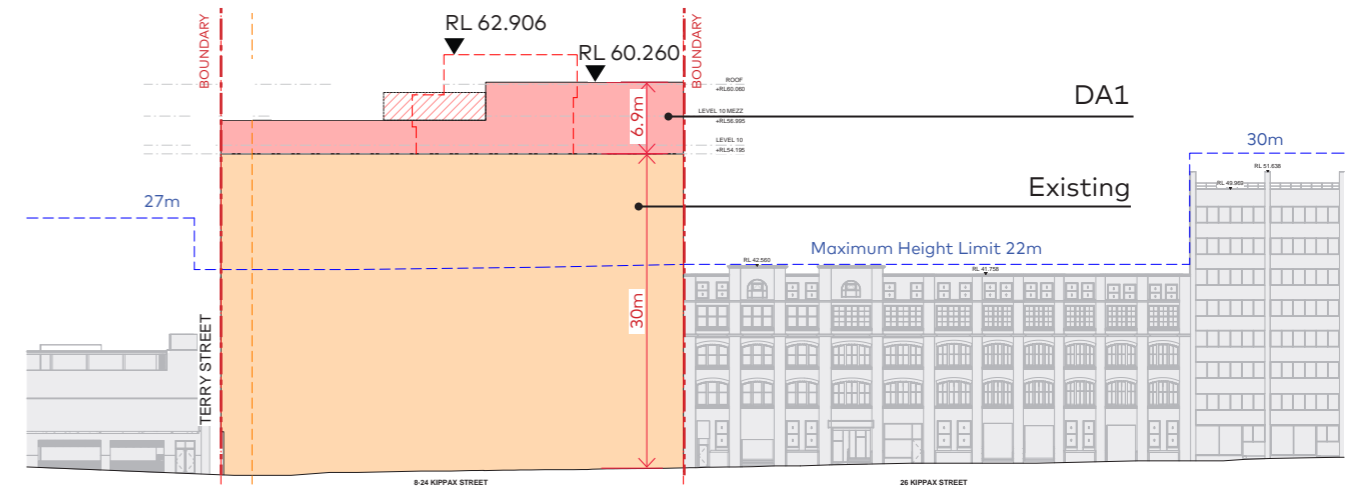 RL 62.906
RL 60.260
BOUNDARY
BOUNDARY
ROOF
+RL60.060
DA1
6.9m
LEVEL 10 MEZZ
+RL56.995
LEVEL 10
+RL54.195
30m
RL 51.636
RL 49.969
Existing
27m
Maximum Height Limit 22m
RL 42.560
RL 41.758
30m
TERRY STREET
8-24 KIPPAX STREET
26 KIPPAX STREET